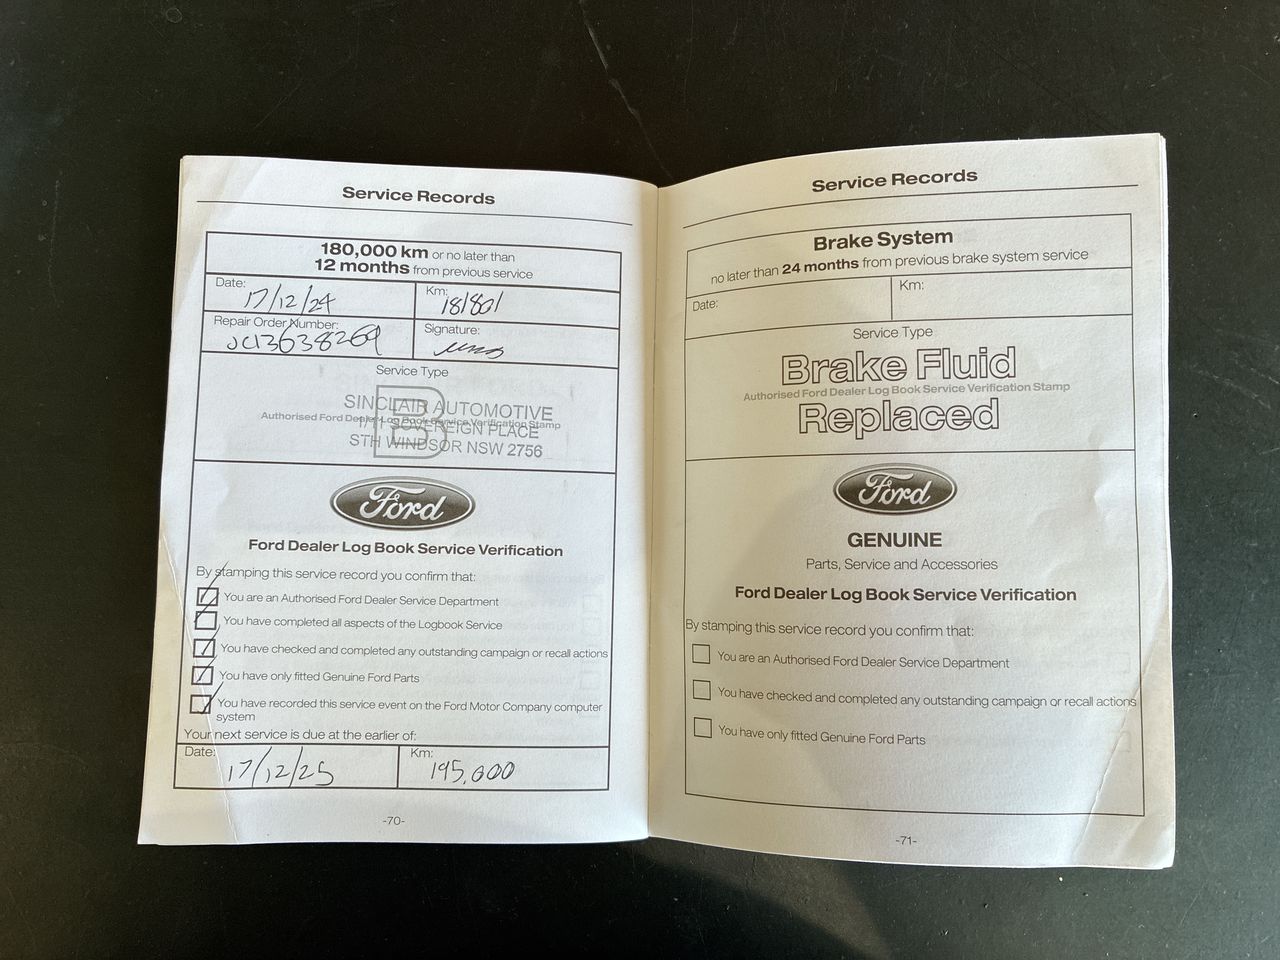 Service Records
180,000 km or no later than
12 months from previous service
Date:
17/12/24
Km:
181801
Repair Order Number:
JC13638269
Signature:
Service Type
B
SINCLAIR AUTOMOTIVE
Authorised Ford Dealer Log Book Service Verification Stamp
SOVEREIGN PLACE
STH WINDSOR NSW 2756
Ford
Ford Dealer Log Book Service Verification
By stamping this service record you confirm that:
You are an Authorised Ford Dealer Service Department
You have completed all aspects of the Logbook Service
You have checked and completed any outstanding campaign or recall actions
You have only fitted Genuine Ford Parts
You have recorded this service event on the Ford Motor Company computer
system
Your next service is due at the earlier of:
Date:
17/12/25
Km:
195,000
-70-
Service Records
Brake System
no later than 24 months from previous brake system service
Date:
Km:
Service Type
Brake Fluid
Authorised Ford Dealer Log Book Service Verification Stamp
Replaced
Ford
GENUINE
Parts, Service and Accessories
Ford Dealer Log Book Service Verification
By stamping this service record you confirm that:
You are an Authorised Ford Dealer Service Department
You have checked and completed any outstanding campaign or recall actions
You have only fitted Genuine Ford Parts
-71-